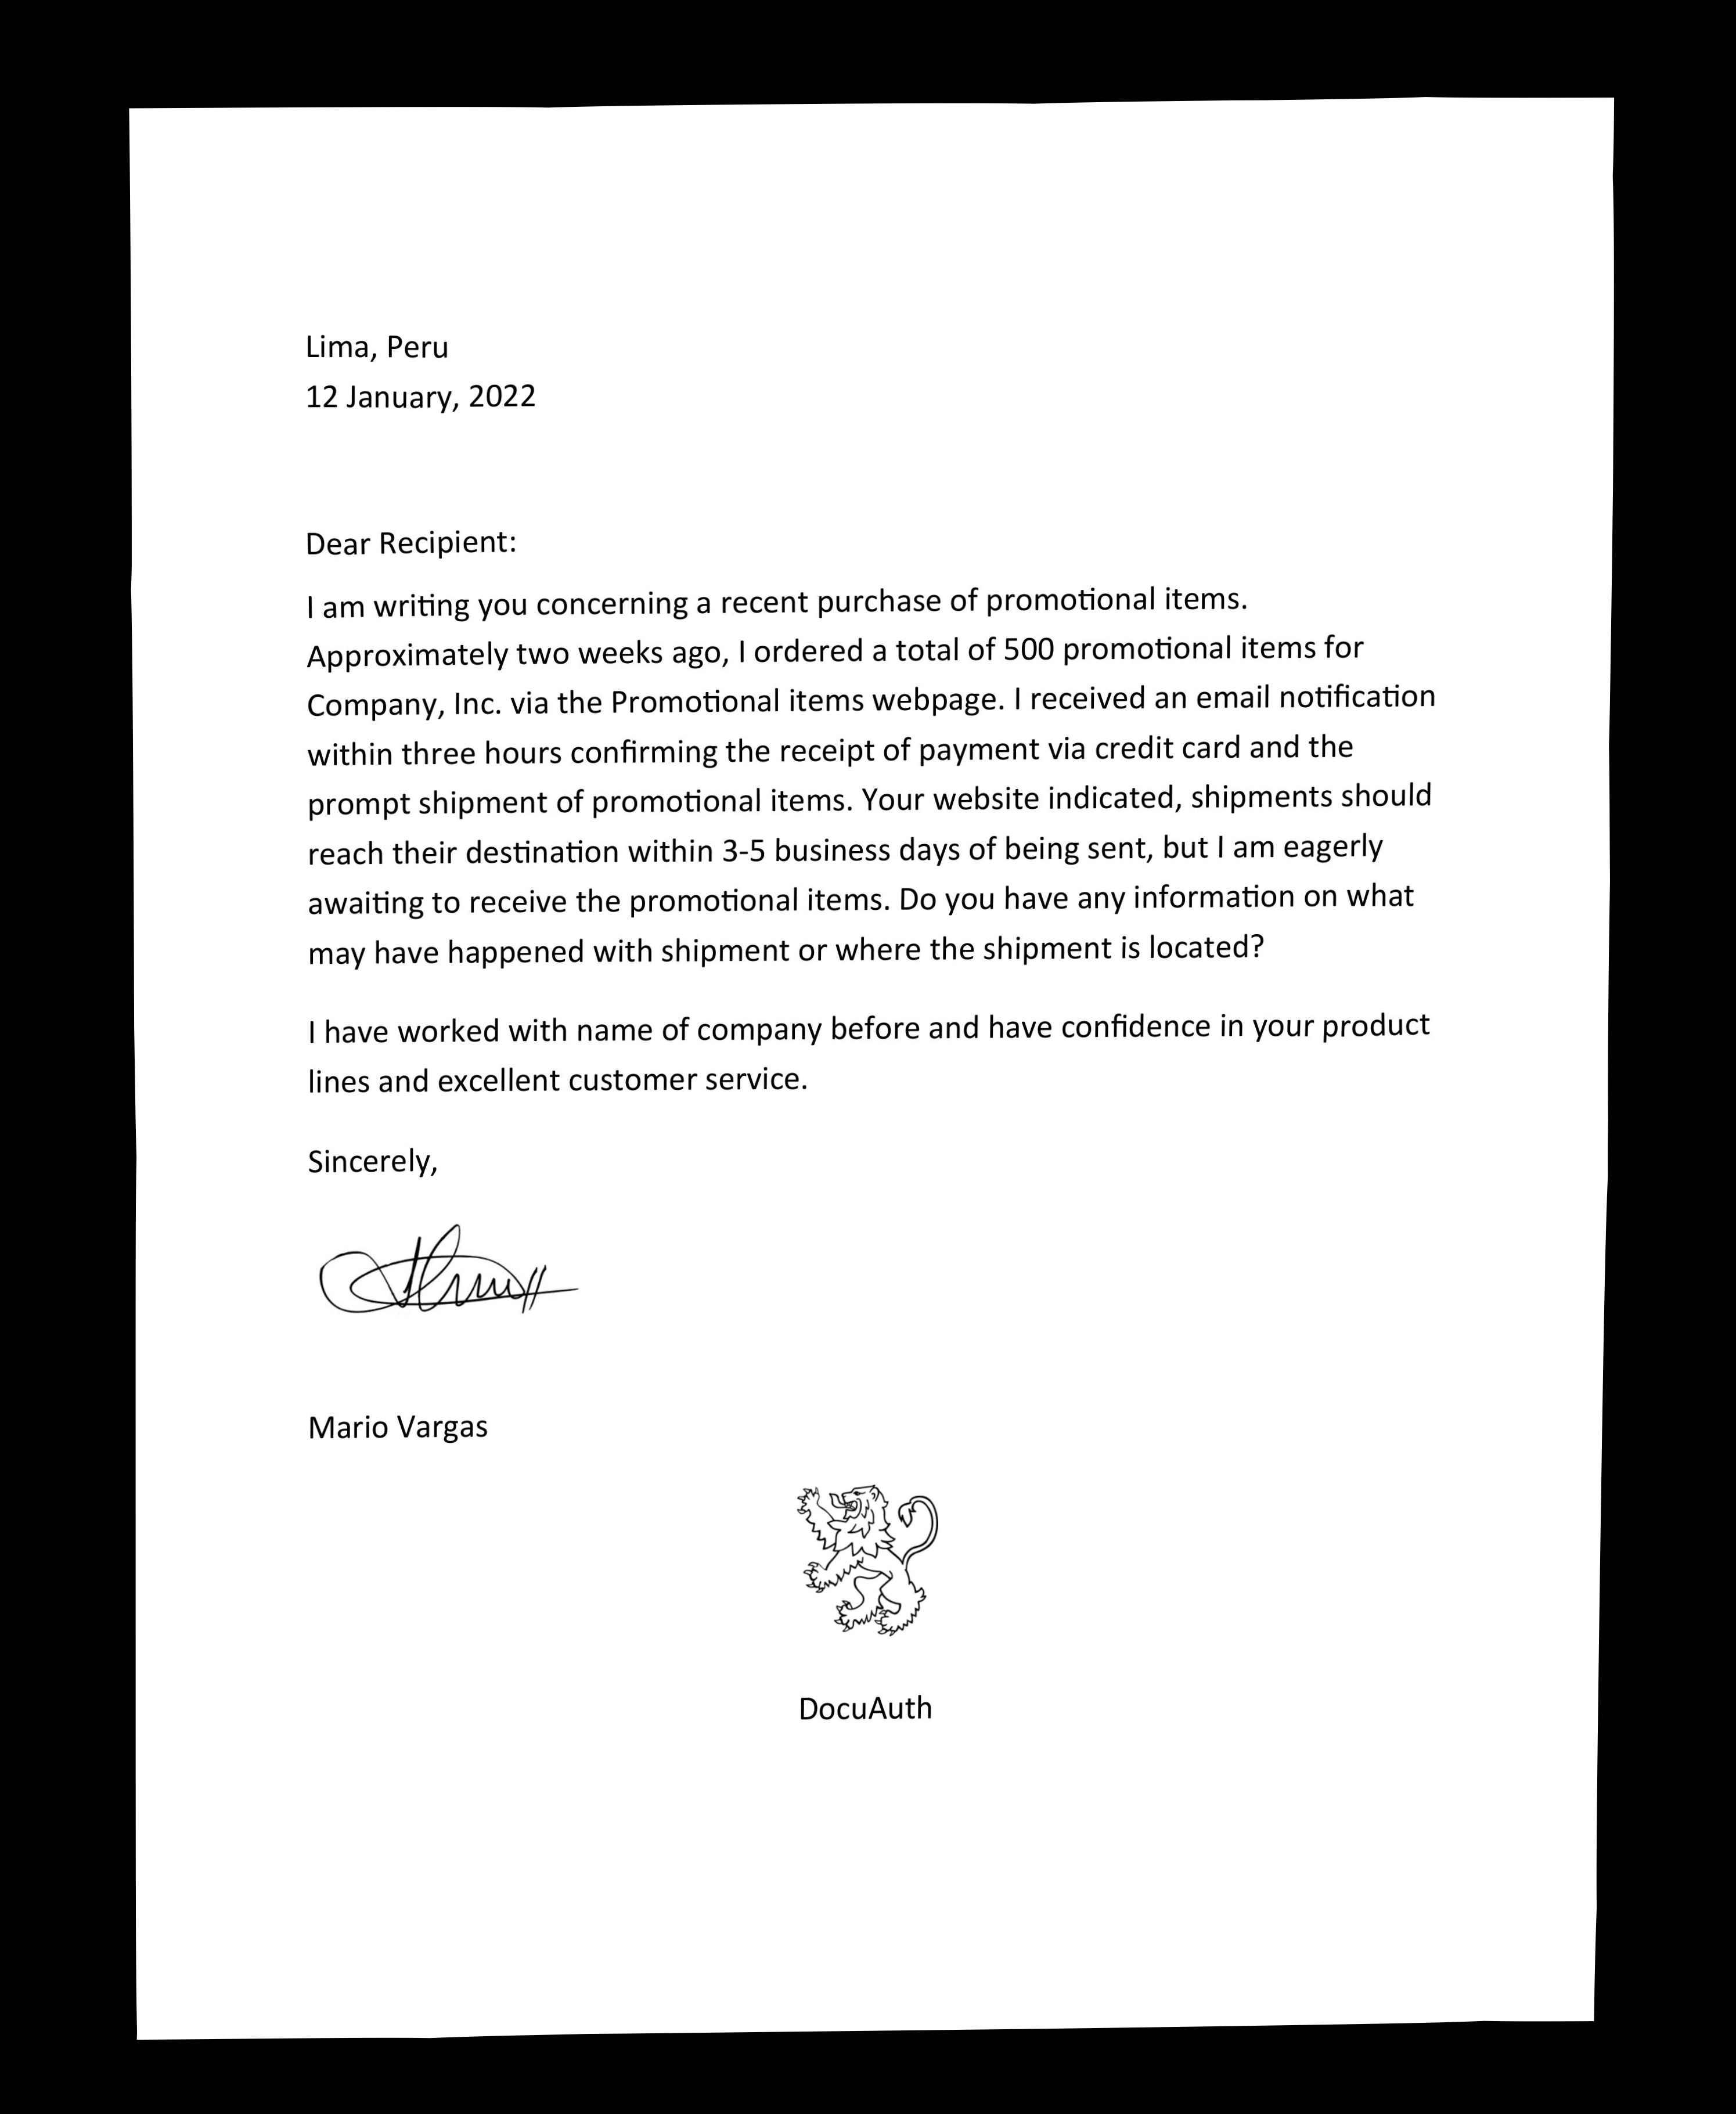 Lima, Peru
12 January, 2022
Dear Recipient:
I am writing you concerning a recent purchase of promotional items.
Approximately two weeks ago, I ordered a total of 500 promotional items for
Company, Inc. via the Promotional items webpage. I received an email notification
within three hours confirming the receipt of payment via credit card and the
prompt shipment of promotional items. Your website indicated, shipments should
reach their destination within 3-5 business days of being sent, but I am eagerly
awaiting to receive the promotional items. Do you have any information on what
may have happened with shipment or where the shipment is located?
I have worked with name of company before and have confidence in your product
lines and excellent customer service.
Sincerely,
Mario Vargas
DocuAuth